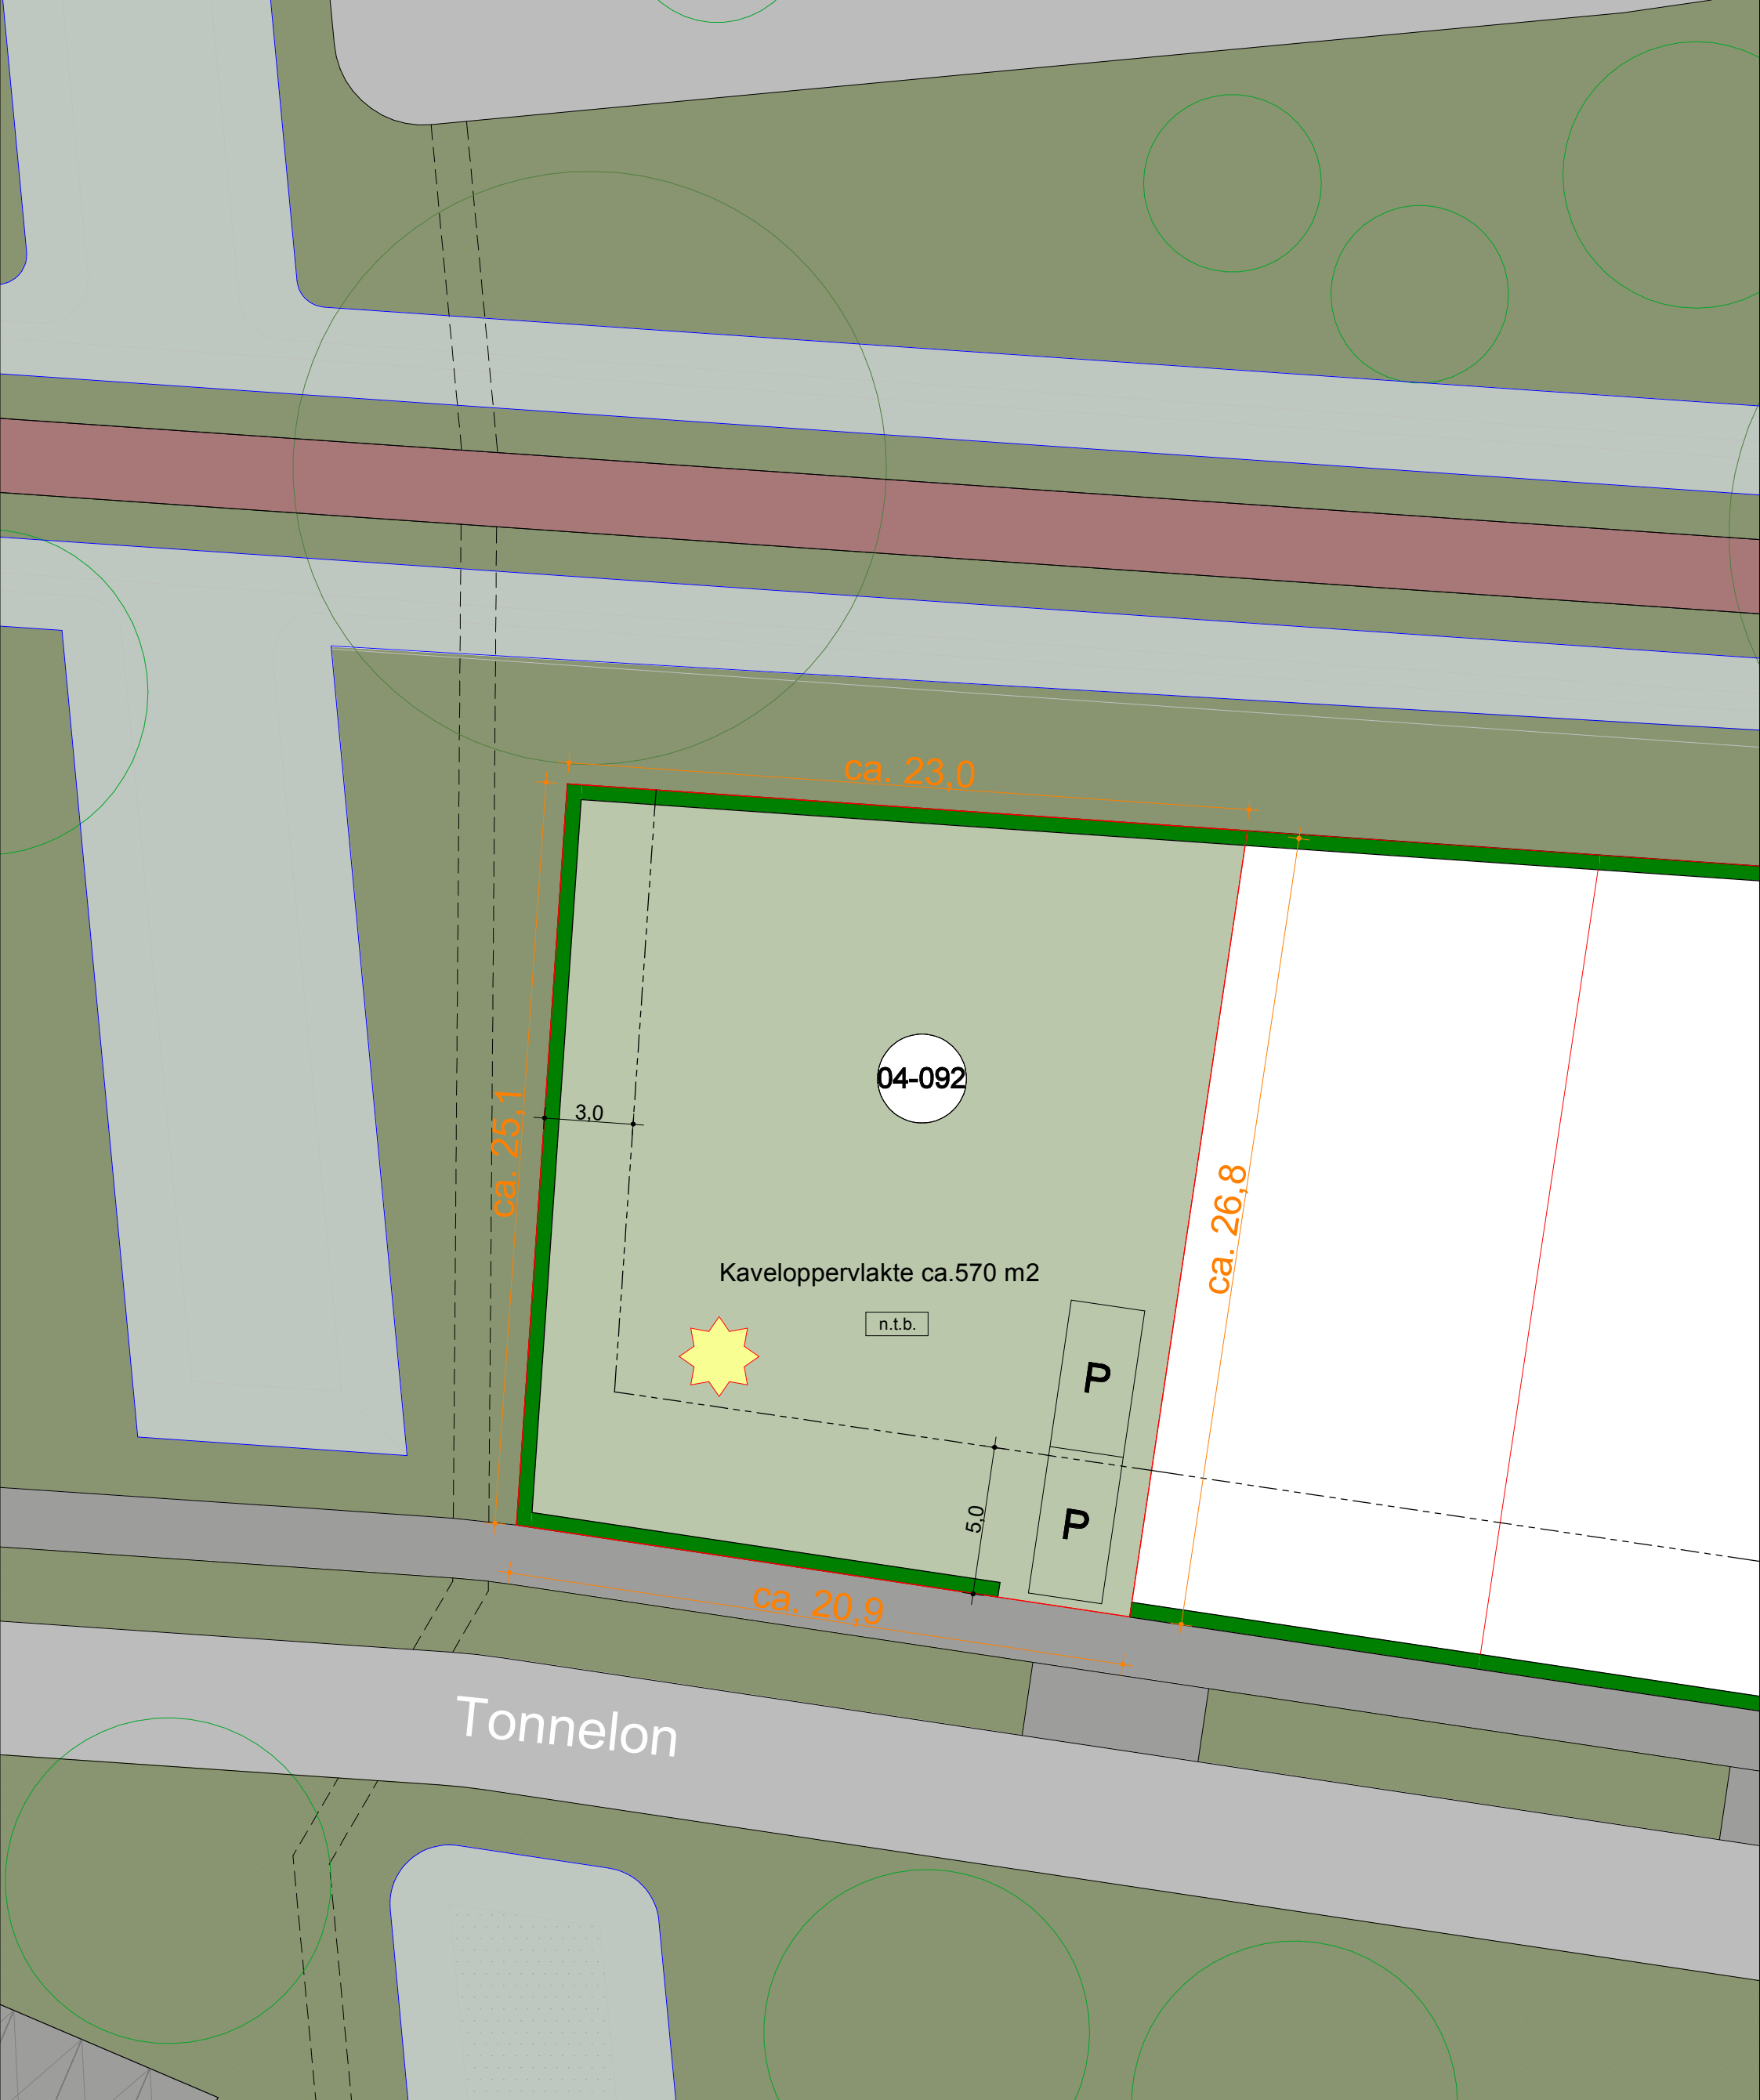 ca. 23,0
04-092
3,0
ca. 25,1
ca. 26,8
Kaveloppervlakte ca.570 m2
n.t.b.
P
P
5,0
ca. 20,9
Tonnelon